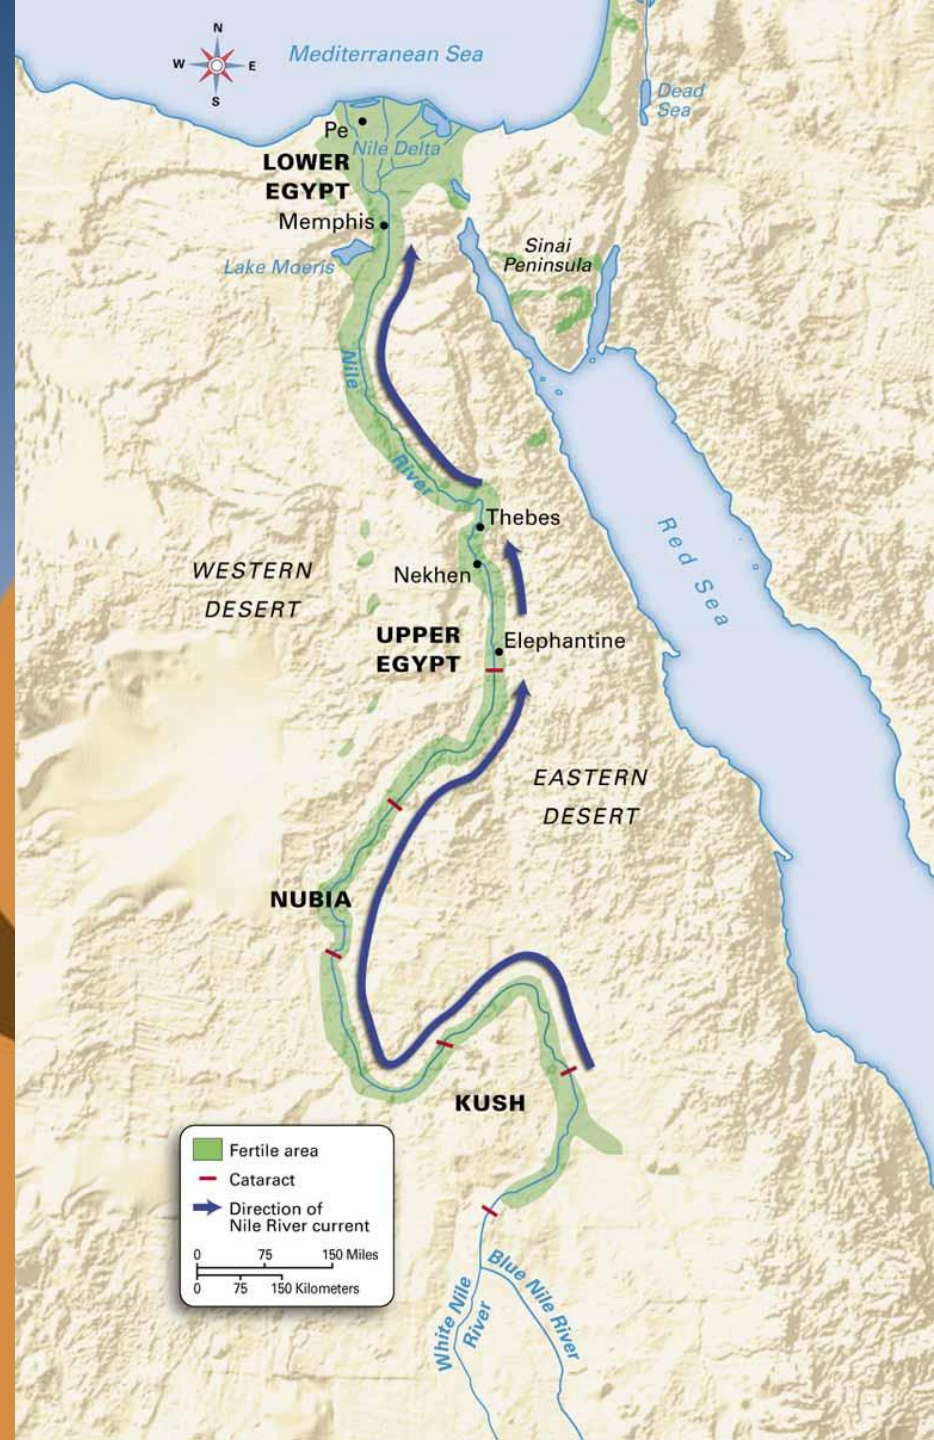 N
W
E
S
Mediterranean Sea
Dead
Sea
Pe
Nile Delta
LOWER
EGYPT
Memphis
Lake Moeris
Sinai
Peninsula
Nile
River
Thebes
Red Sea
WESTERN
DESERT
Nekhen
UPPER
EGYPT
Elephantine
EASTERN
DESERT
NUBIA
KUSH
Fertile area
Cataract
Direction of
Nile River current
0 75 150 Miles
0 75 150 Kilometers
White Nile
River
Blue Nile River